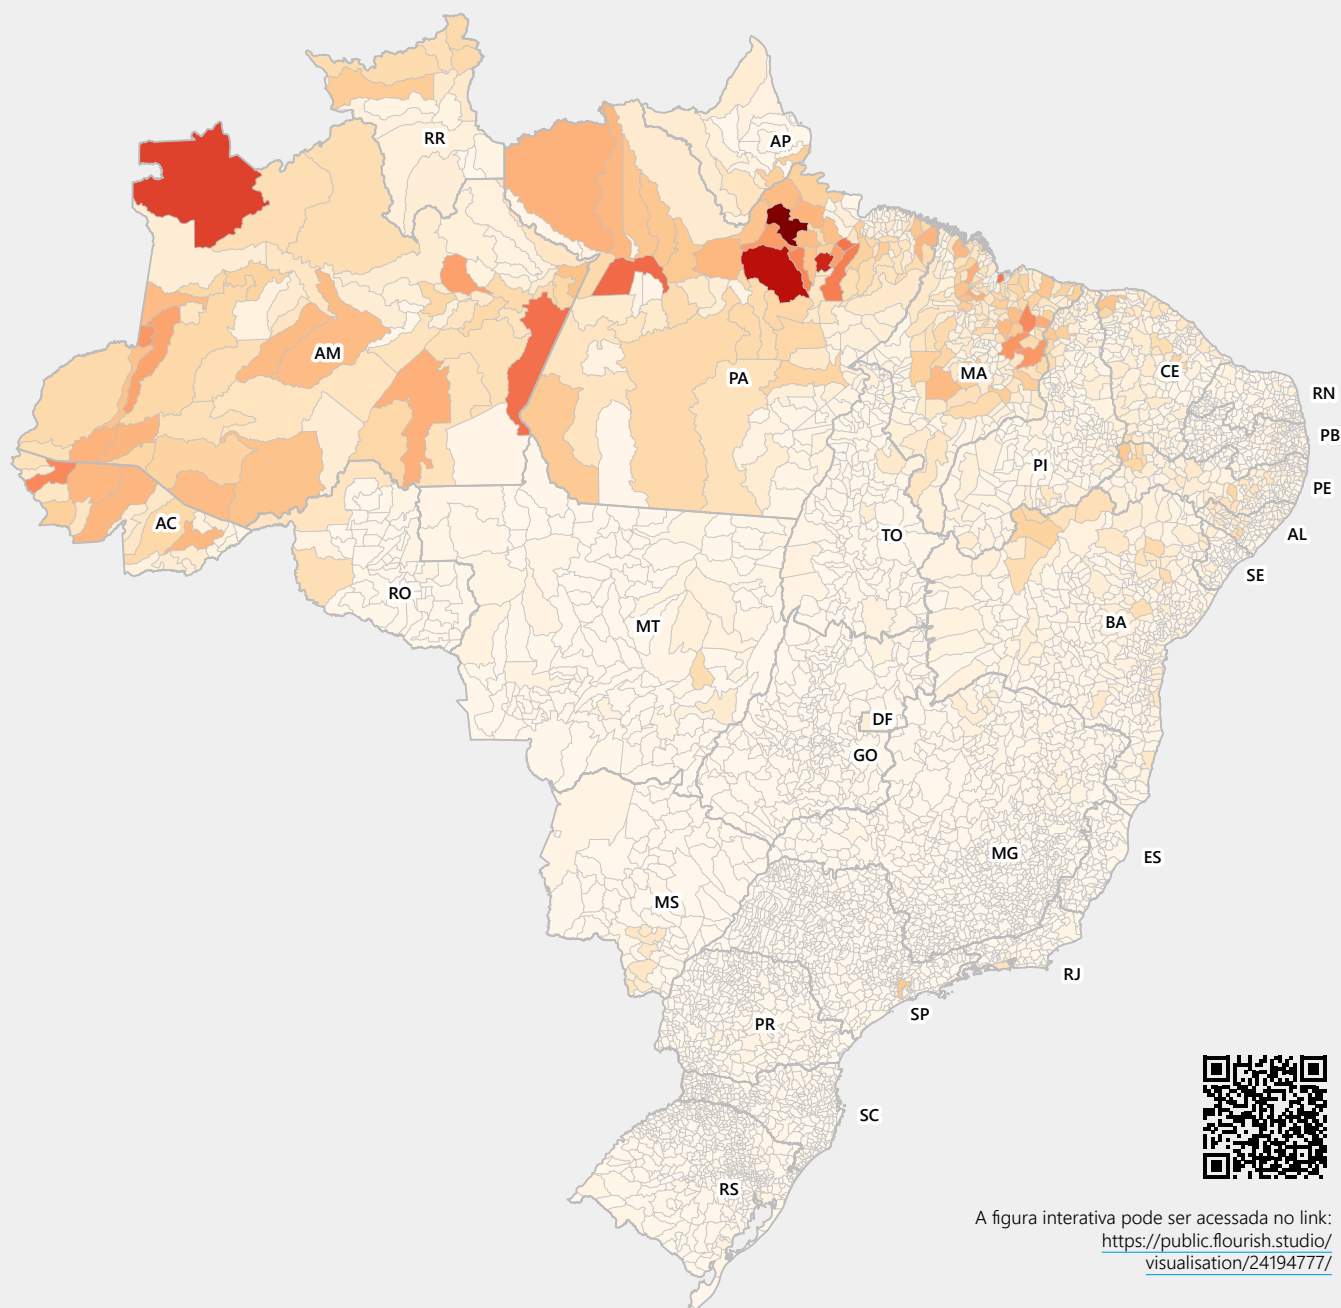 RR
AP
AM
PA
MA
CE
RN
PB
PI
PE
AC
TO
AL
SE
RO
MT
BA
DF
GO
MG
ES
MS
RJ
SP
PR
SC
RS
A figura interativa pode ser acessada no link:
https://public.flourish.studio/
visualisation/24194777/